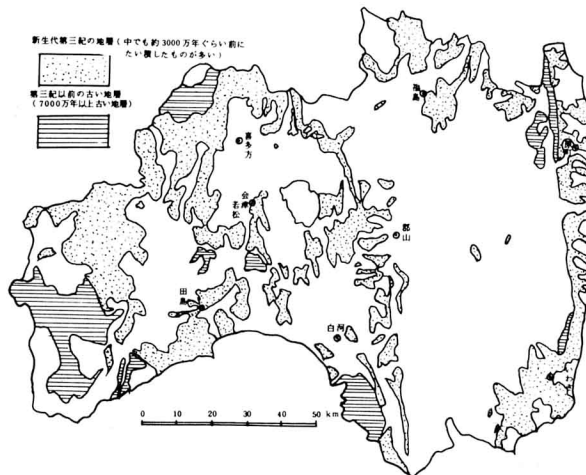 新生代第三紀の地層(中でも約3000万年ぐらい前に
たい積したものが多い)
第三紀以前の古い地層
(7000万年以上古い地層)
福島
喜多方
会津
若松
郡山
田島
白河
0 10 20 30 40 50 km